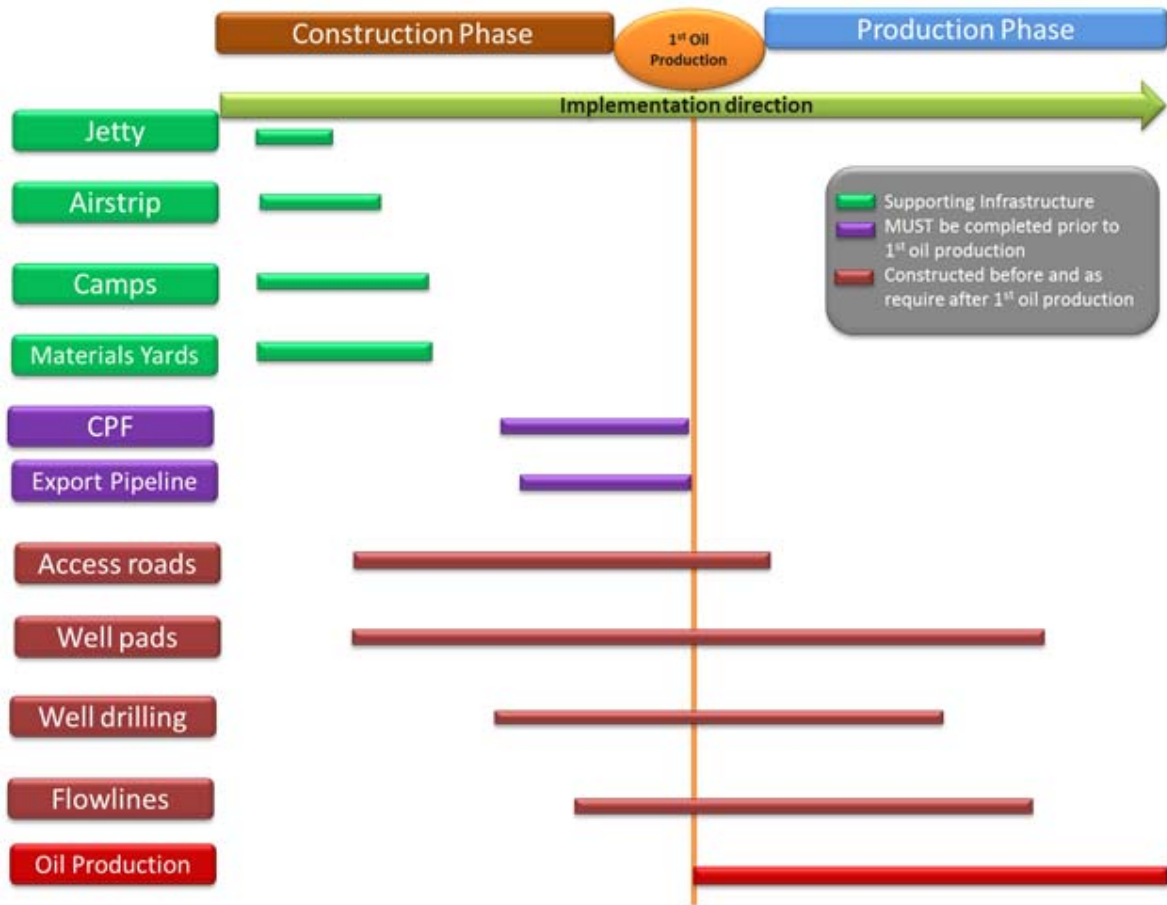 Construction Phase
1st Oil
Production
Production Phase
Implementation direction
Jetty
Airstrip
Camps
Materials Yards
CPF
Export Pipeline
Access roads
Well pads
Well drilling
Flowlines
Oil Production
Supporting Infrastructure
MUST be completed prior to
1st oil production
Constructed before and as
require after 1st oil production